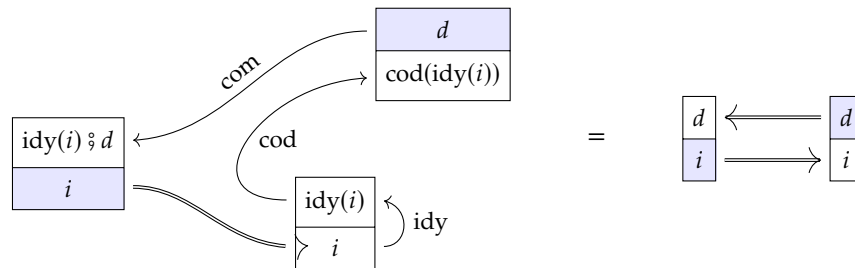 d
cod(idy(i))
com
idy(i) ⨟ d
i
cod
idy(i)
i
idy
=
d
d
i
i